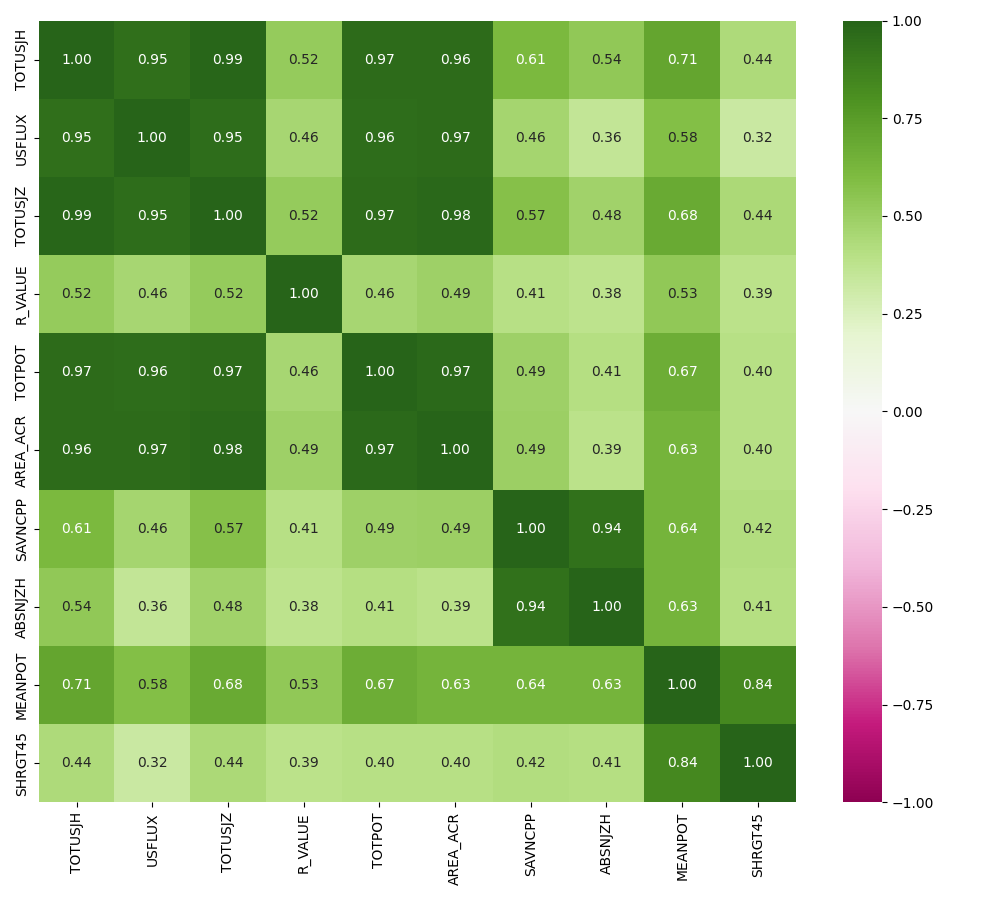 TOTUSJH 1.00 0.95 0.99 0.52 0.97 0.96 0.61 0.54 0.71 0.44
USFLUX 0.95 1.00 0.95 0.46 0.96 0.97 0.46 0.36 0.58 0.32
TOTUSJZ 0.99 0.95 1.00 0.52 0.97 0.98 0.57 0.48 0.68 0.44
R_VALUE 0.52 0.46 0.52 1.00 0.46 0.49 0.41 0.38 0.53 0.39
TOTPOT 0.97 0.96 0.97 0.46 1.00 0.97 0.49 0.41 0.67 0.40
AREA_ACR 0.96 0.97 0.98 0.49 0.97 1.00 0.49 0.39 0.63 0.40
SAVNCPP 0.61 0.46 0.57 0.41 0.49 0.49 1.00 0.94 0.64 0.42
ABSNJZH 0.54 0.36 0.48 0.38 0.41 0.39 0.94 1.00 0.63 0.41
MEANPOT 0.71 0.58 0.68 0.53 0.67 0.63 0.64 0.63 1.00 0.84
SHRGT45 0.44 0.32 0.44 0.39 0.40 0.40 0.42 0.41 0.84 1.00
TOTUSJH USFLUX TOTUSJZ R_VALUE TOTPOT AREA_ACR SAVNCPP ABSNJZH MEANPOT SHRGT45
1.00
0.75
0.50
0.25
0.00
−0.25
−0.50
−0.75
−1.00